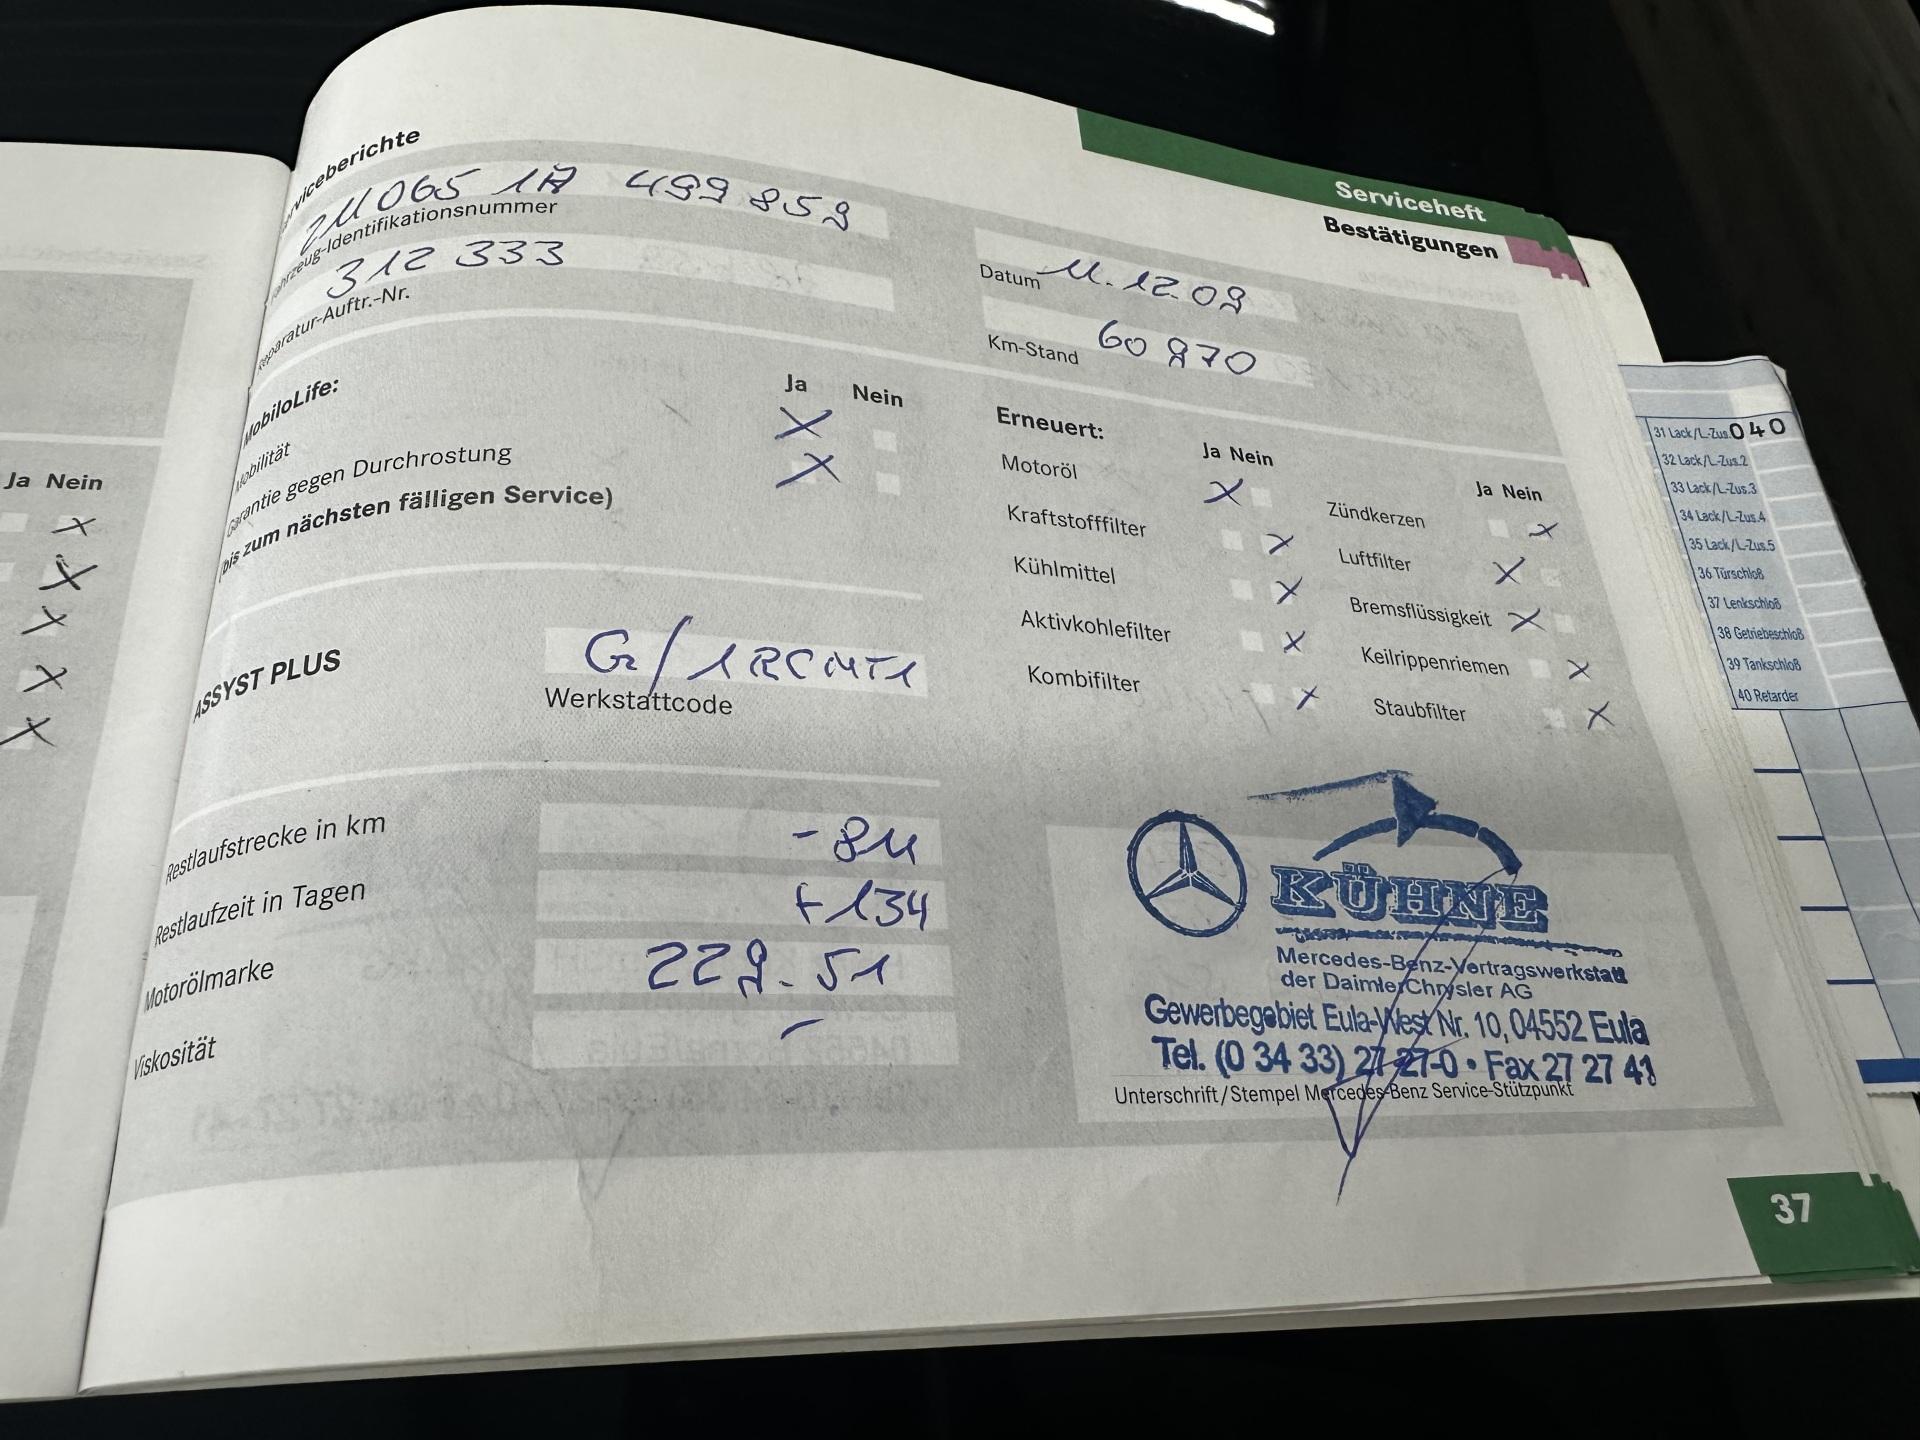 Serviceheft
Bestätigungen
Serviceberichte
211065 1A 499859
Fahrzeug-Identifikationsnummer
312 333
Reparatur-Auftr.-Nr.
Datum 11.12.09
Km-Stand 60 970
MobiloLife:
Ja Nein
Mobilität X
Garantie gegen Durchrostung X
(bis zum nächsten fälligen Service)
ASSYST PLUS
G/1RCMT1
Werkstattcode
Restlaufstrecke in km -811
Restlaufzeit in Tagen +134
Motorölmarke 229.51
Viskosität –
Erneuert:
Ja Nein
Motoröl X
Kraftstofffilter X
Kühlmittel X
Aktivkohlefilter X
Kombifilter X
Ja Nein
Zündkerzen X
Luftfilter X
Bremsflüssigkeit X
Keilrippenriemen X
Staubfilter X
KÜHNE
Mercedes-Benz-Vertragswerkstatt
der DaimlerChrysler AG
Gewerbegebiet Eula-West Nr. 10, 04552 Eula
Tel. (0 34 33) 27 27-0 • Fax 27 27 41
Unterschrift/Stempel Mercedes-Benz Service-Stützpunkt
37
Ja Nein
X
X
X
X
X
31 Lack/L-Zus. 040
32 Lack/L-Zus.2
33 Lack/L-Zus.3
34 Lack/L-Zus.4
35 Lack/L-Zus.5
36 Türschloß
37 Lenkschloß
38 Getriebeschloß
39 Tankschloß
40 Retarder